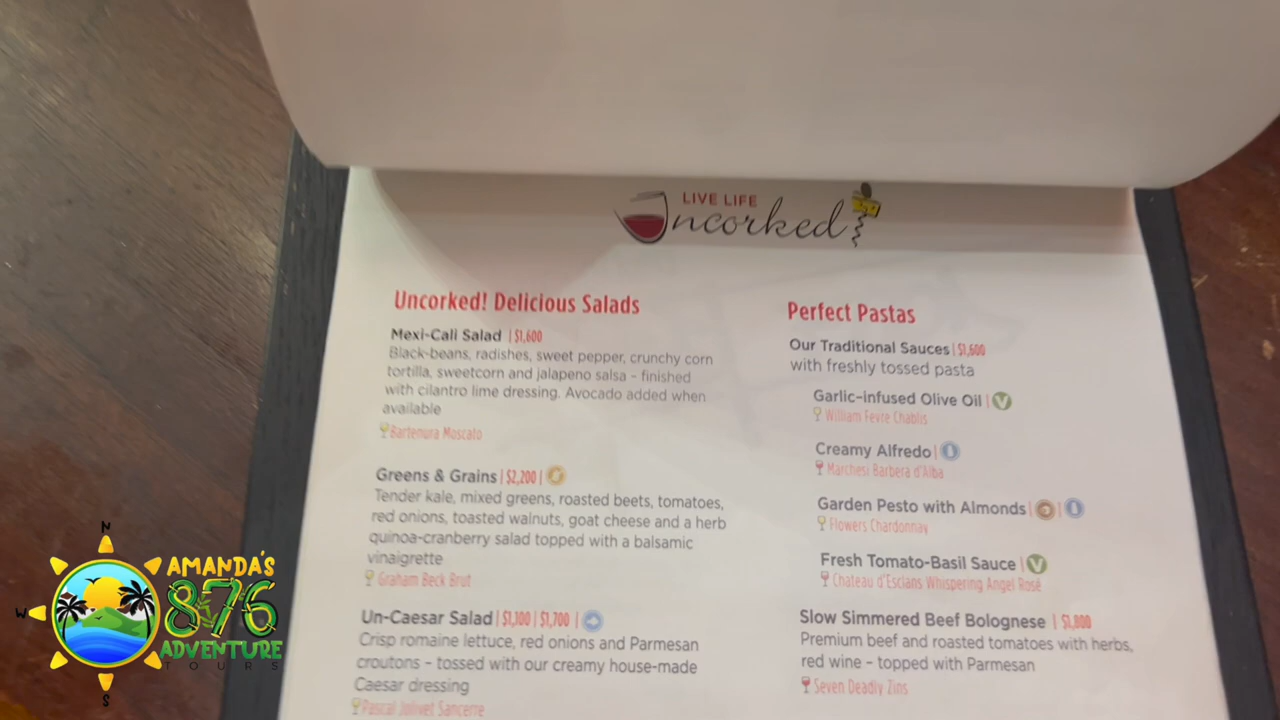 LIVE LIFE
Uncorked!
Uncorked! Delicious Salads
Mexi-Cali Salad | $1,600
Black-beans, radishes, sweet pepper, crunchy corn
tortilla, sweetcorn and jalapeno salsa – finished
with cilantro lime dressing. Avocado added when
available
Bartenura Moscato
Greens & Grains | $2,200 |
Tender kale, mixed greens, roasted beets, tomatoes,
red onions, toasted walnuts, goat cheese and a herb
quinoa-cranberry salad topped with a balsamic
vinaigrette
Graham Beck Brut
Un-Caesar Salad | $1,100 | $1,700 |
Crisp romaine lettuce, red onions and Parmesan
croutons – tossed with our creamy house-made
Caesar dressing
Pascal Jolivet Sancerre
Perfect Pastas
Our Traditional Sauces | $1,600
with freshly tossed pasta
Garlic-infused Olive Oil | V
William Fevre Chablis
Creamy Alfredo |
Marchesi Barbera d'Alba
Garden Pesto with Almonds | |
Flowers Chardonnay
Fresh Tomato-Basil Sauce | V
Chateau d'Esclans Whispering Angel Rosé
Slow Simmered Beef Bolognese | $1,800
Premium beef and roasted tomatoes with herbs,
red wine – topped with Parmesan
Seven Deadly Zins
N
W
S
AMANDA'S
876
ADVENTURE
TOURS